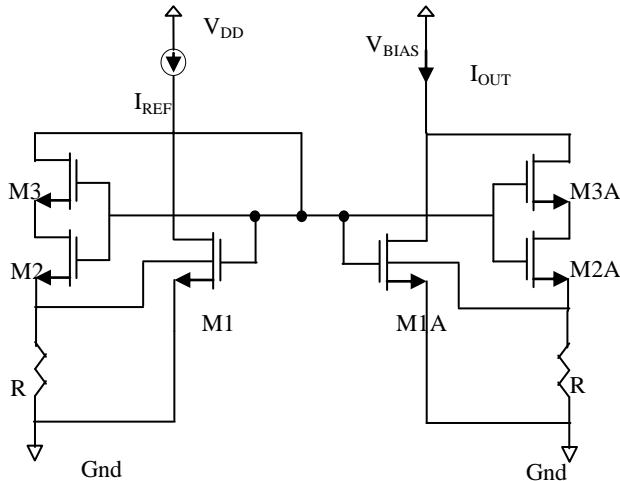 V_DD
V_BIAS
I_OUT
I_REF
M3
M3A
M2
M2A
M1
M1A
R
R
Gnd
Gnd